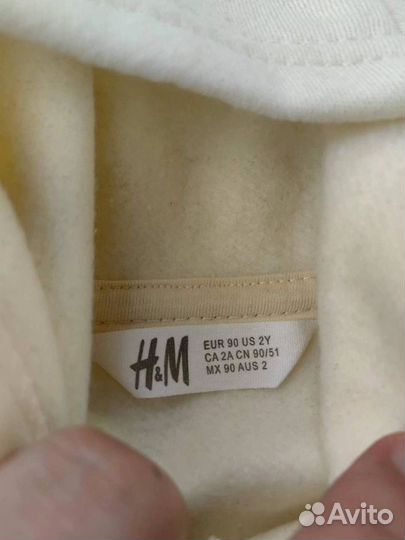 H&M
EUR 90 US 2Y
CA 2A CN 90/51
MX 90 AUS 2
Avito